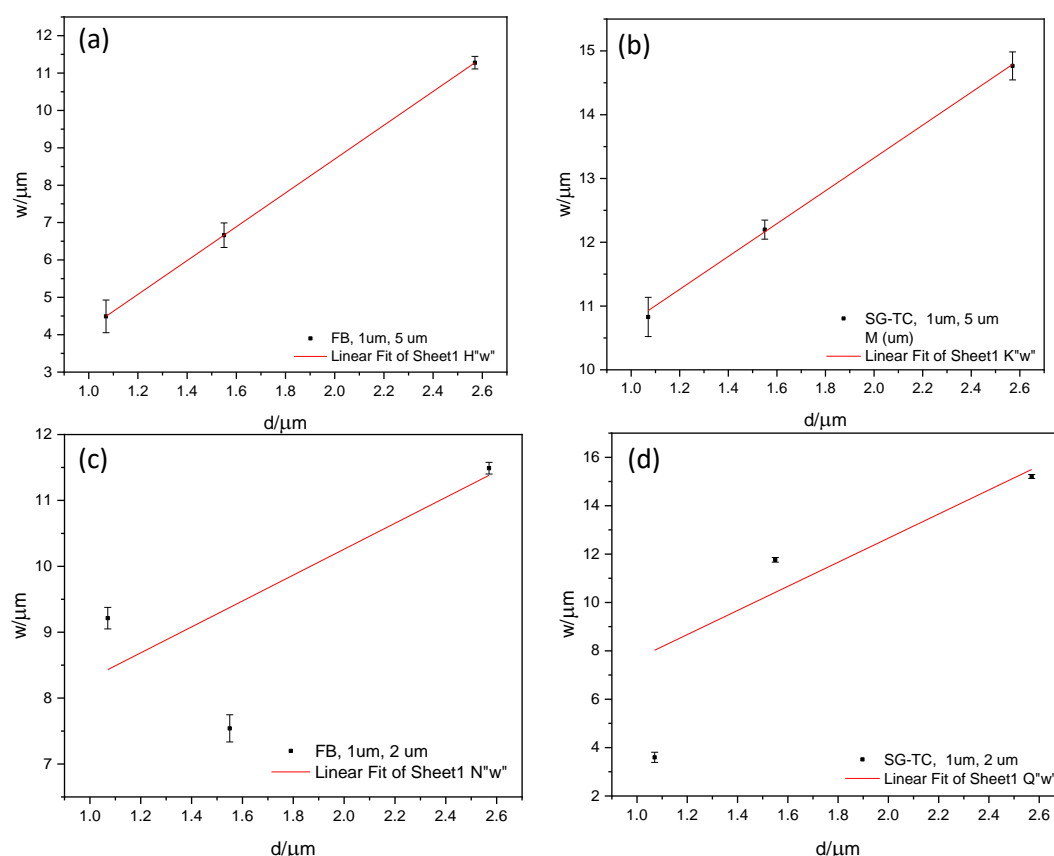 (a)
12
11
10
9
8
7
6
5
4
3
w/μm
1.0 1.2 1.4 1.6 1.8 2.0 2.2 2.4 2.6
d/μm
FB, 1um, 5 um
Linear Fit of Sheet1 H"w"
(b)
15
14
13
12
11
10
w/μm
1.0 1.2 1.4 1.6 1.8 2.0 2.2 2.4 2.6
d/μm
SG-TC, 1um, 5 um
M (um)
Linear Fit of Sheet1 K"w"
(c)
12
11
10
9
8
7
w/μm
1.0 1.2 1.4 1.6 1.8 2.0 2.2 2.4 2.6
d/μm
FB, 1um, 2 um
Linear Fit of Sheet1 N"w"
(d)
16
14
12
10
8
6
4
2
w/μm
1.0 1.2 1.4 1.6 1.8 2.0 2.2 2.4 2.6
d/μm
SG-TC, 1um, 2 um
Linear Fit of Sheet1 Q"w"